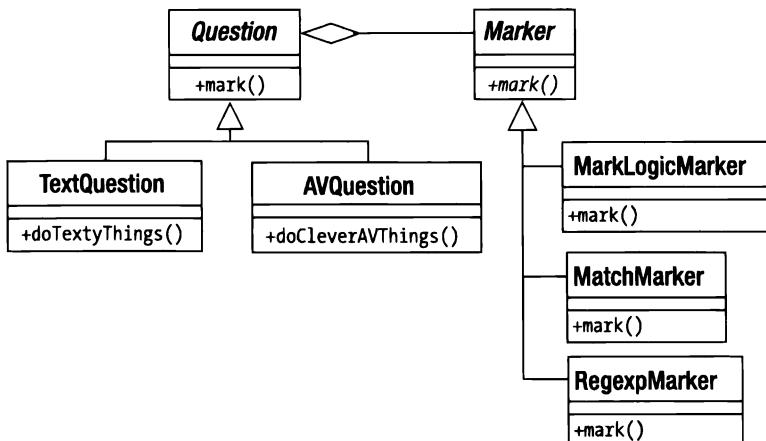 Question
+mark()
Marker
+mark()
TextQuestion
+doTextyThings()
AVQuestion
+doCleverAVThings()
MarkLogicMarker
+mark()
MatchMarker
+mark()
RegexpMarker
+mark()